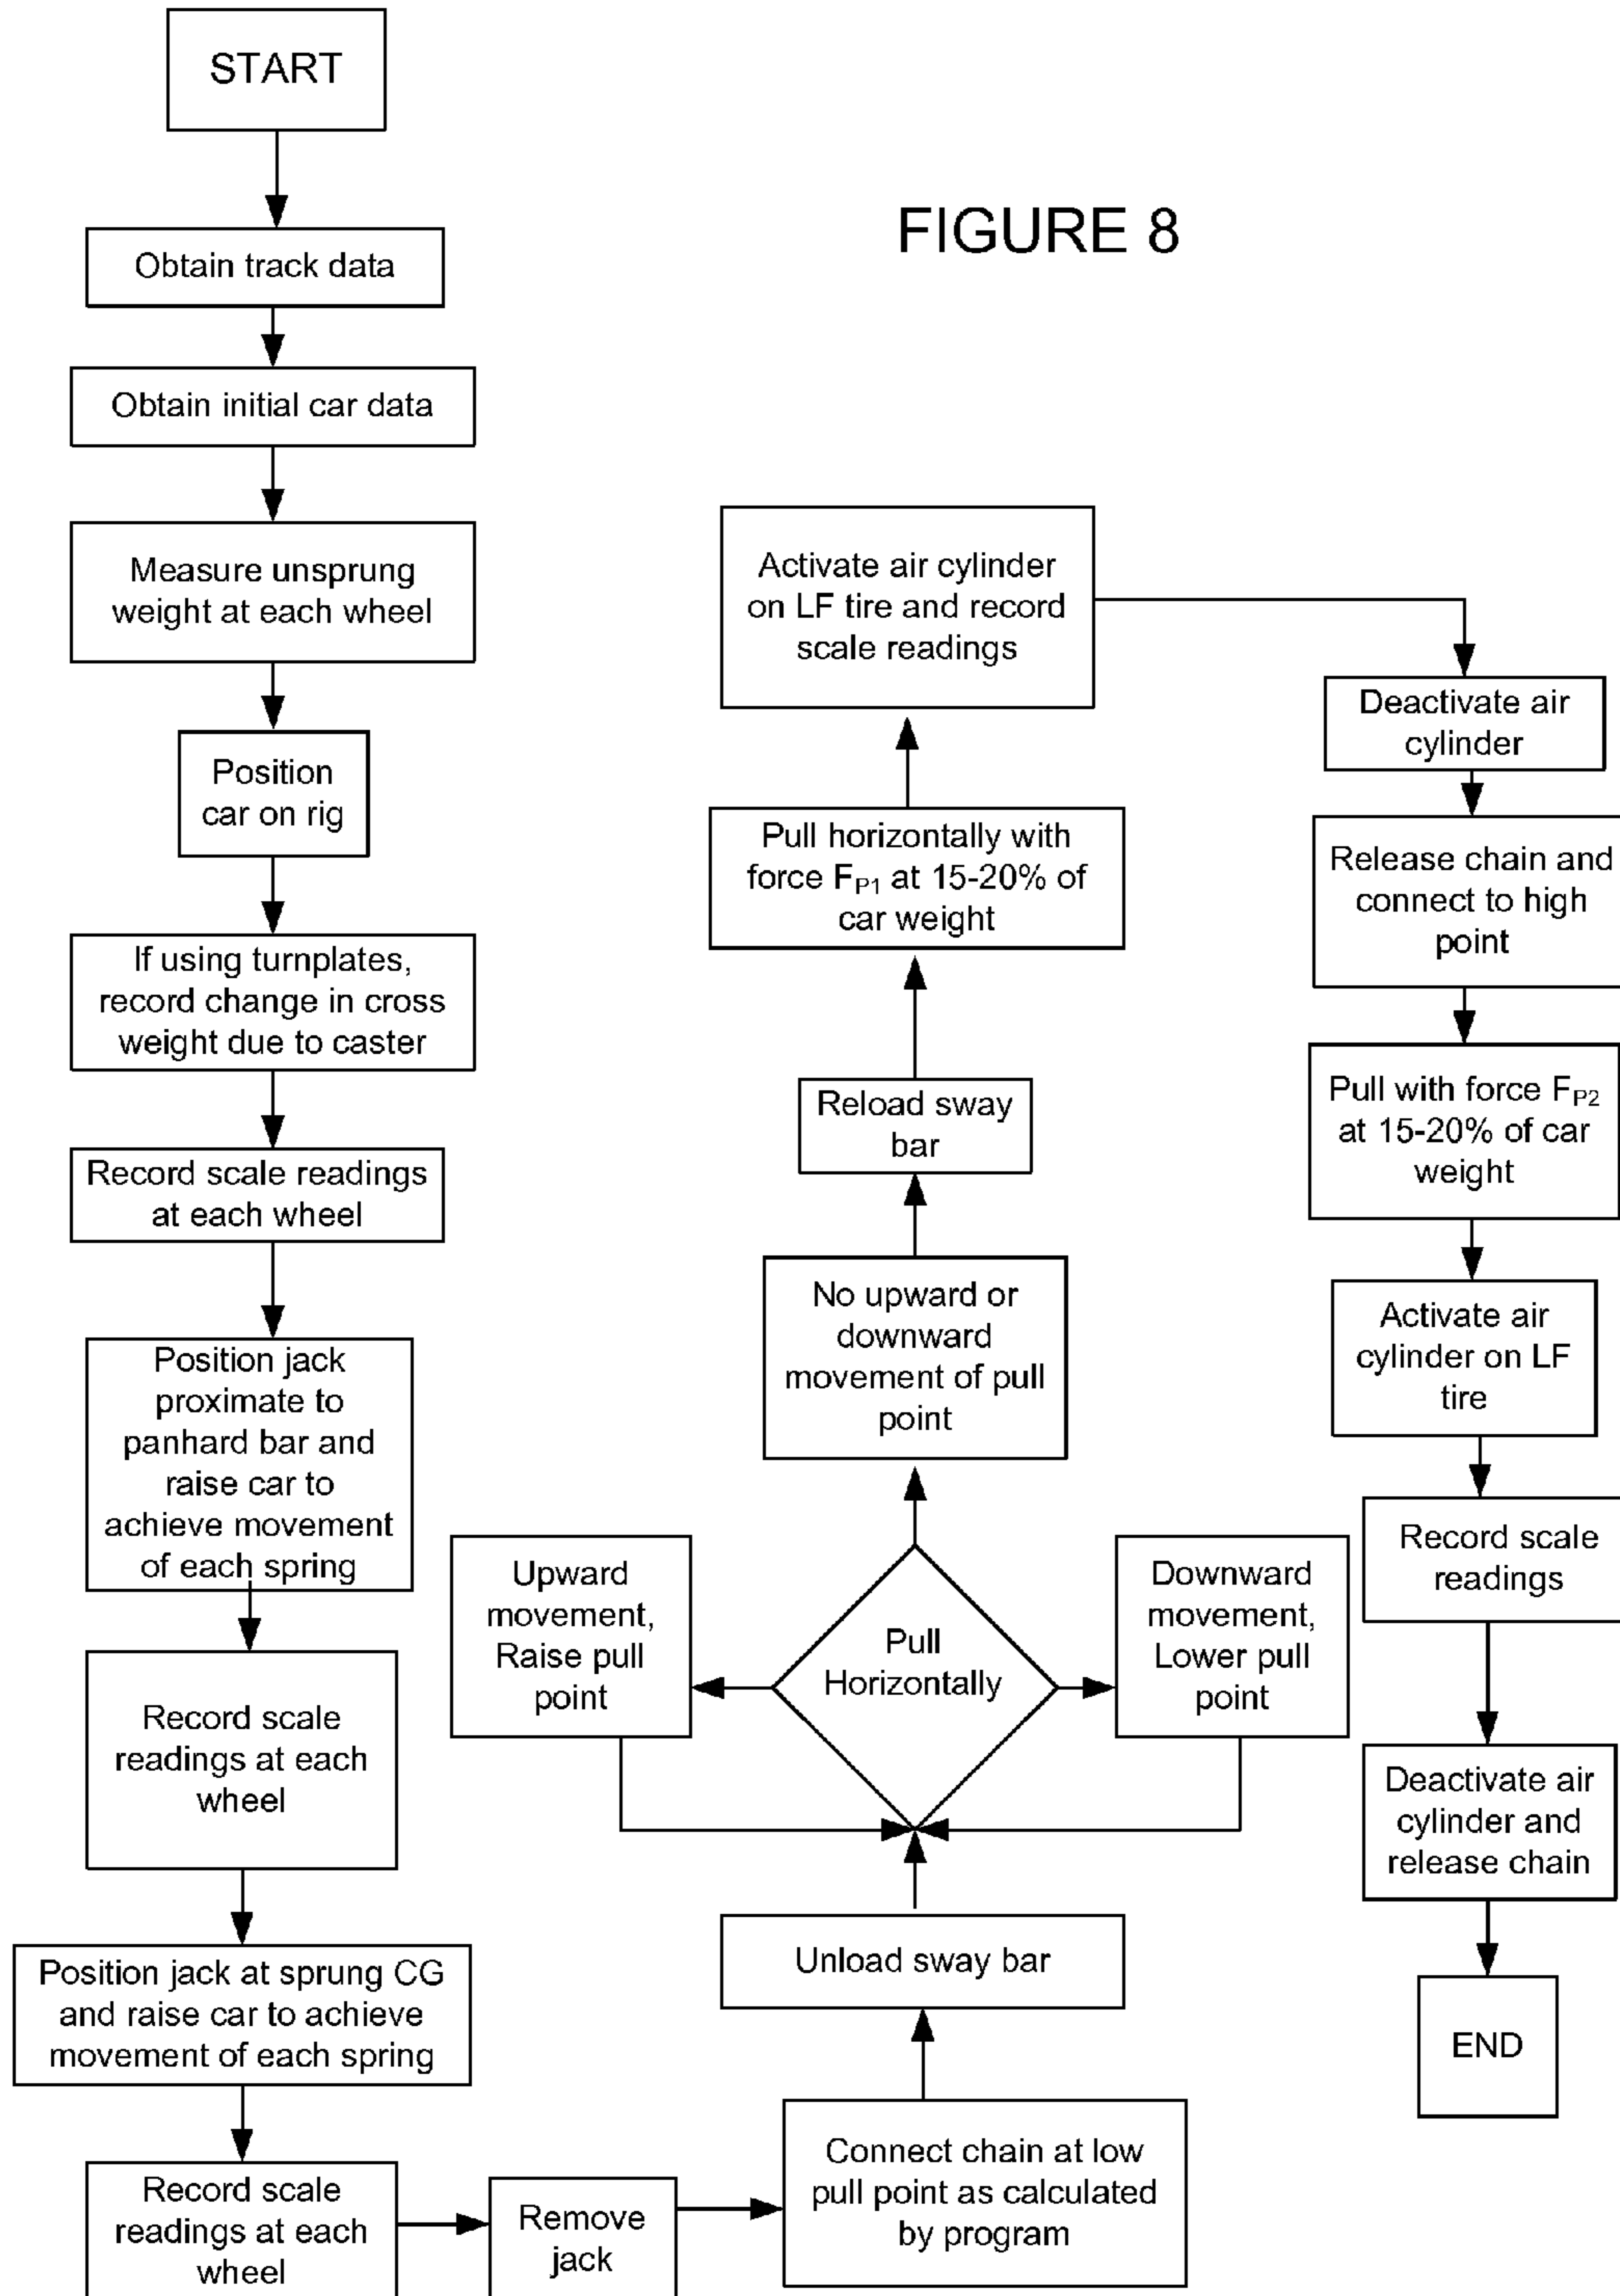 START
FIGURE 8
Obtain track data
Obtain initial car data
Measure unsprung
weight at each wheel
Position
car on rig
If using turnplates,
record change in cross
weight due to caster
Record scale readings
at each wheel
Position jack
proximate to
panhard bar and
raise car to
achieve movement
of each spring
Record scale
readings at each
wheel
Position jack at sprung CG
and raise car to achieve
movement of each spring
Record scale
readings at each
wheel
Remove
jack
Connect chain at low
pull point as calculated
by program
Unload sway bar
Pull
Horizontally
Upward
movement,
Raise pull
point
Downward
movement,
Lower pull
point
No upward or
downward
movement of pull
point
Reload sway
bar
Pull horizontally with
force FP1 at 15-20% of
car weight
Activate air cylinder
on LF tire and record
scale readings
Deactivate air
cylinder
Release chain and
connect to high
point
Pull with force FP2
at 15-20% of car
weight
Activate air
cylinder on LF
tire
Record scale
readings
Deactivate air
cylinder and
release chain
END